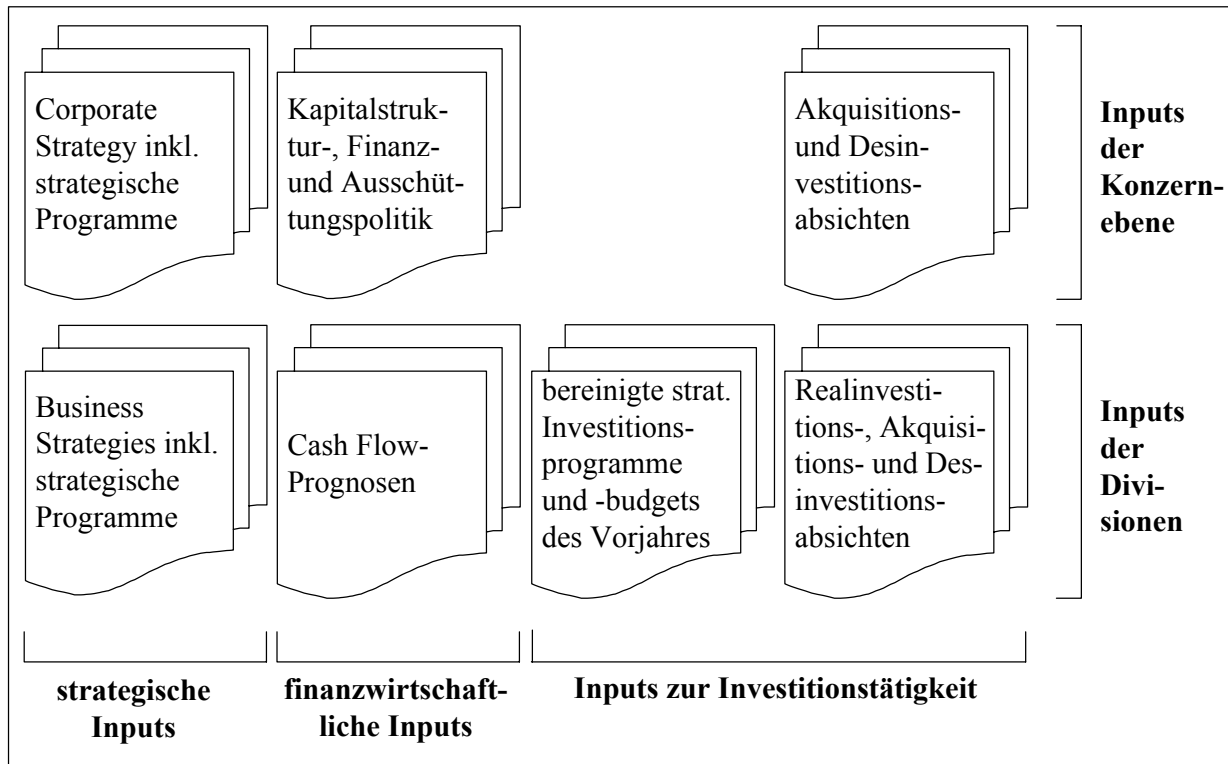 Corporate
Strategy inkl.
strategische
Programme
Kapitalstruk-
tur-, Finanz-
und Ausschüt-
tungspolitik
Akquisitions-
und Desin-
vestitions-
absichten
Inputs
der
Konzern-
ebene
Business
Strategies inkl.
strategische
Programme
Cash Flow-
Prognosen
bereinigte strat.
Investitions-
programme
und -budgets
des Vorjahres
Realinvesti-
tions-, Akquisi-
tions- und Des-
investitions-
absichten
Inputs
der
Divi-
sionen
strategische
Inputs
finanzwirtschaft-
liche Inputs
Inputs zur Investitionstätigkeit